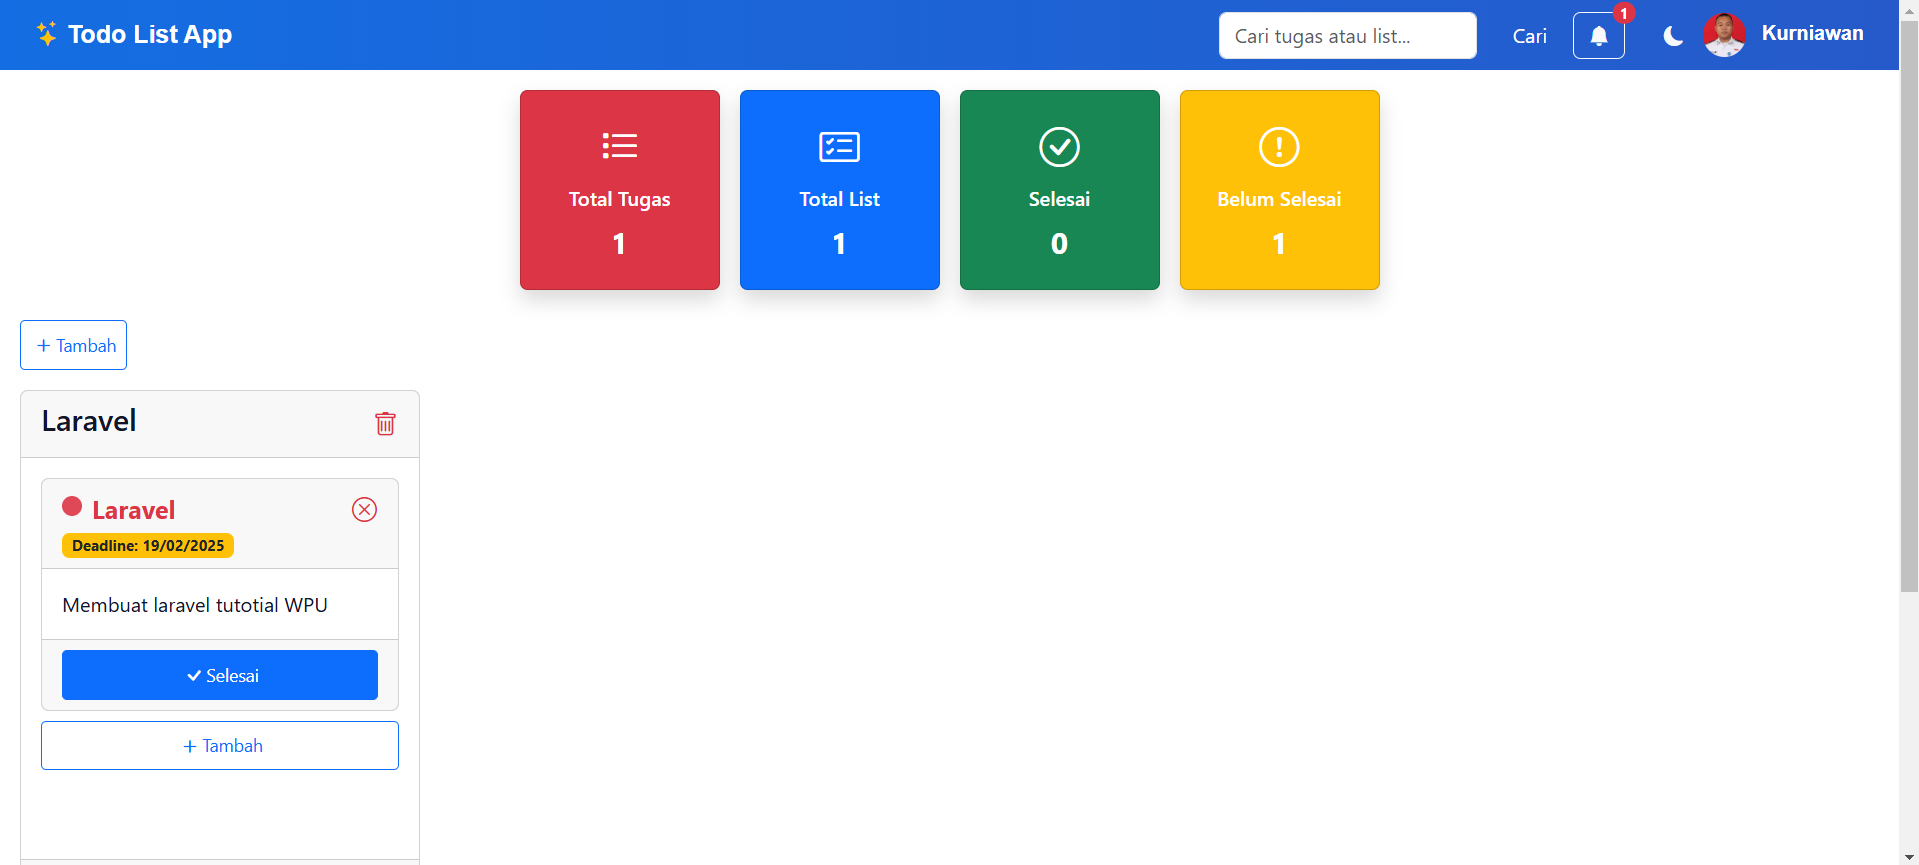 Todo List App
Cari tugas atau list...
Cari
1
Kurniawan
Total Tugas
1
Total List
1
Selesai
0
Belum Selesai
1
+ Tambah
Laravel
Laravel
Deadline: 19/02/2025
Membuat laravel tutotial WPU
Selesai
+ Tambah